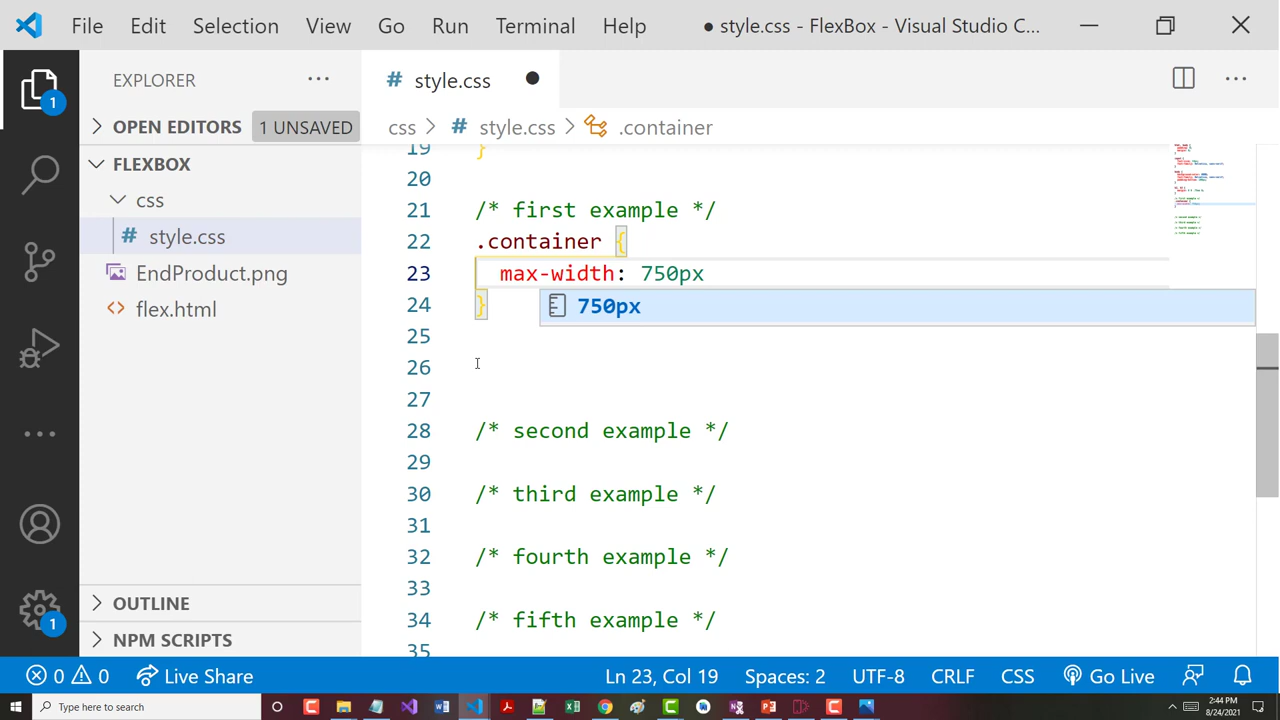 File Edit Selection View Go Run Terminal Help ● style.css - FlexBox - Visual Studio C...
1
EXPLORER ...
# style.css ●
OPEN EDITORS 1 UNSAVED
css > # style.css > .container
FLEXBOX
css
# style.css
EndProduct.png
<> flex.html
OUTLINE
NPM SCRIPTS
1
19 }
20
21 /* first example */
22 .container {
23 max-width: 750px
24 }
750px
25
26
27
28 /* second example */
29
30 /* third example */
31
32 /* fourth example */
33
34 /* fifth example */
35
0 0 Live Share Ln 23, Col 19 Spaces: 2 UTF-8 CRLF CSS Go Live
Type here to search
2:44 PM
8/24/2021